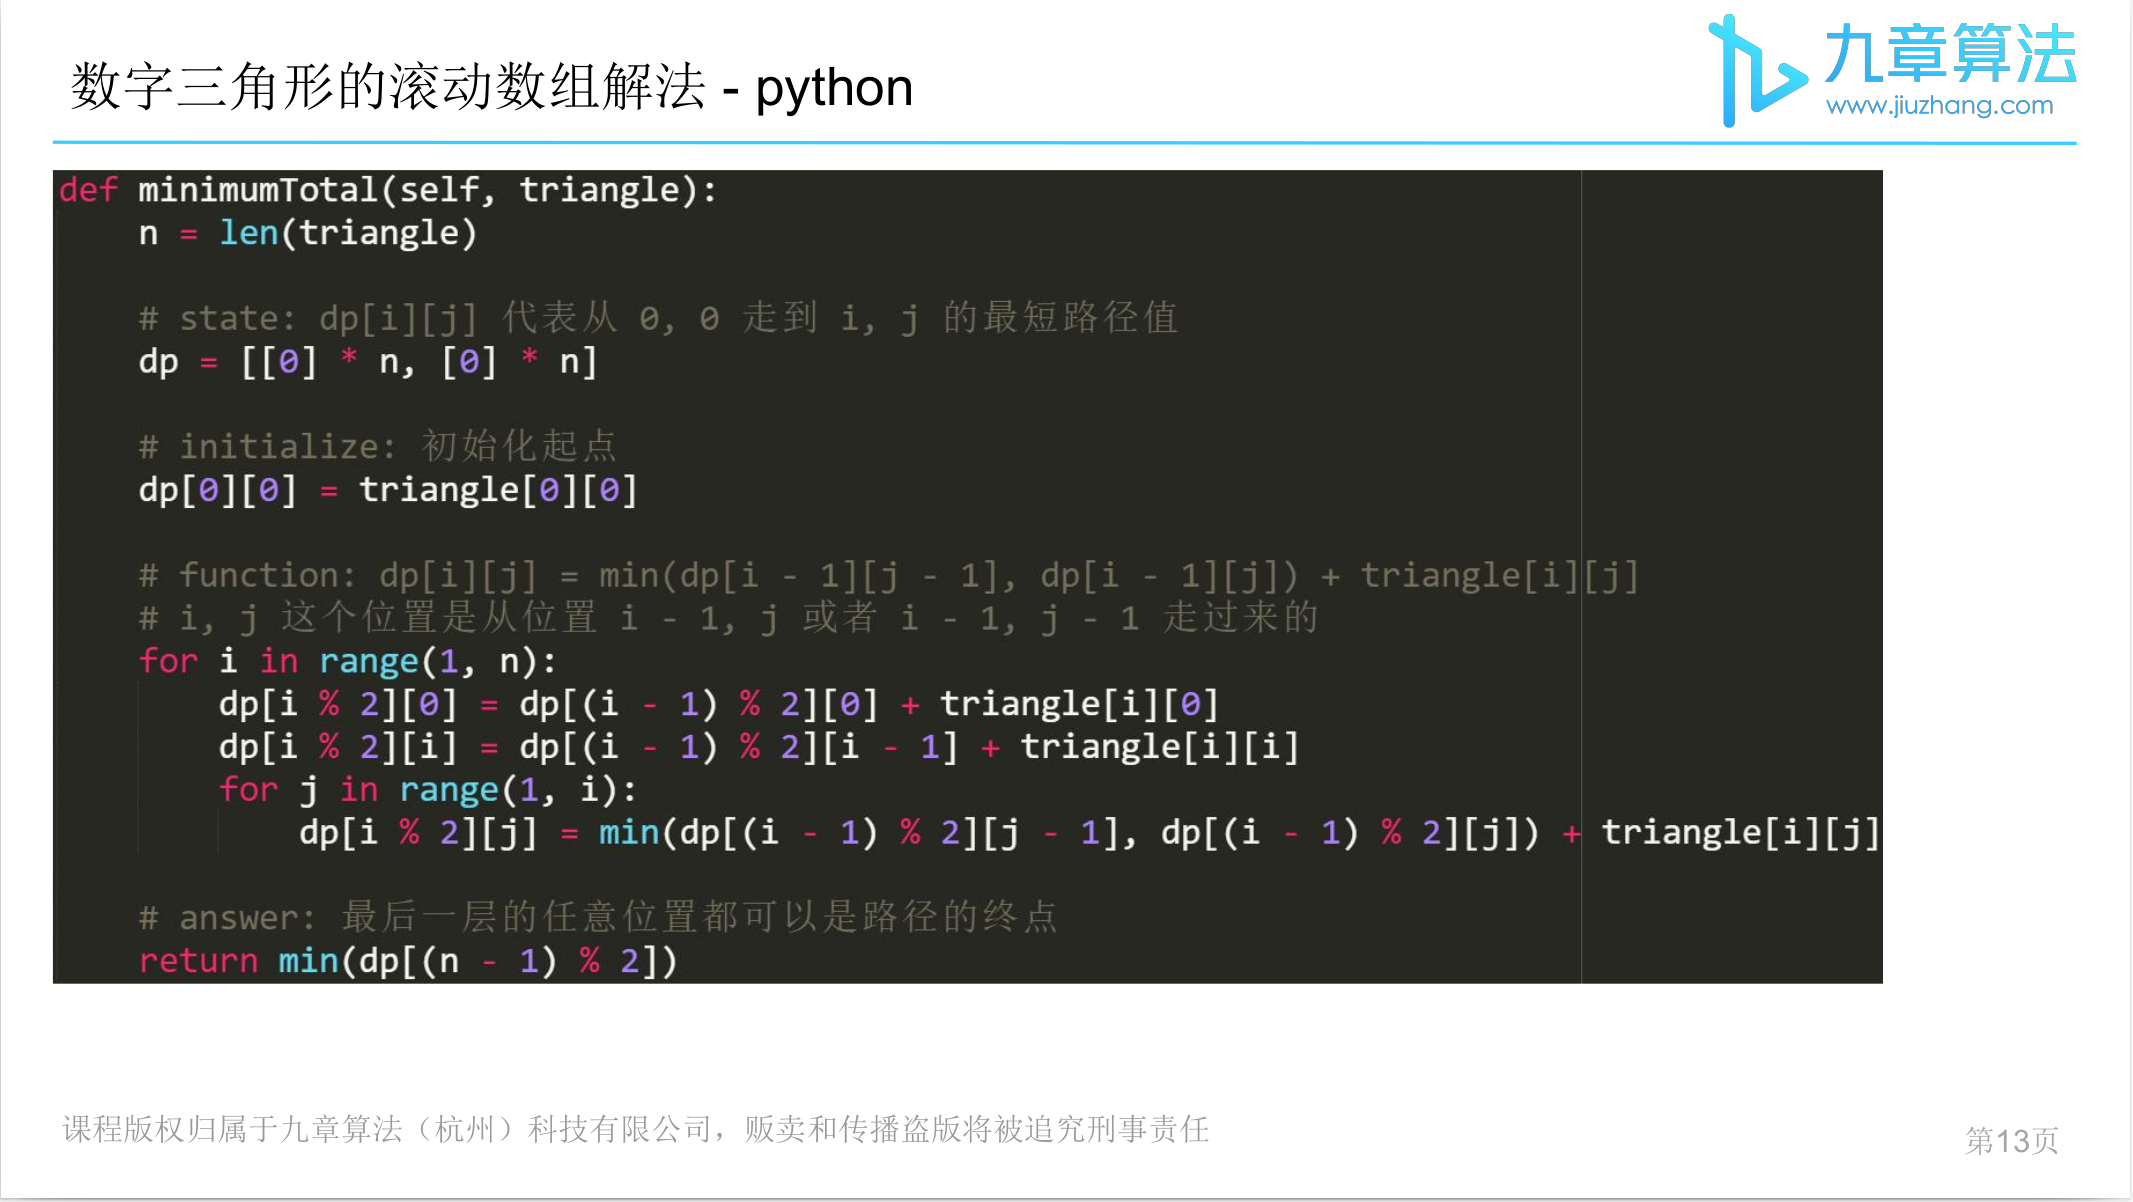 数字三角形的滚动数组解法 - python
九章算法
www.jiuzhang.com
def minimumTotal(self, triangle):
    n = len(triangle)
    # state: dp[i][j] 代表从 0, 0 走到 i, j 的最短路径值
    dp = [[0] * n, [0] * n]
    # initialize: 初始化起点
    dp[0][0] = triangle[0][0]
    # function: dp[i][j] = min(dp[i - 1][j - 1], dp[i - 1][j]) + triangle[i][j]
    # i, j 这个位置是从位置 i - 1, j 或者 i - 1, j - 1 走过来的
    for i in range(1, n):
        dp[i % 2][0] = dp[(i - 1) % 2][0] + triangle[i][0]
        dp[i % 2][i] = dp[(i - 1) % 2][i - 1] + triangle[i][i]
        for j in range(1, i):
            dp[i % 2][j] = min(dp[(i - 1) % 2][j - 1], dp[(i - 1) % 2][j]) + triangle[i][j]
    # answer: 最后一层的任意位置都可以是路径的终点
    return min(dp[(n - 1) % 2])
课程版权归属于九章算法（杭州）科技有限公司，贩卖和传播盗版将被追究刑事责任
第13页